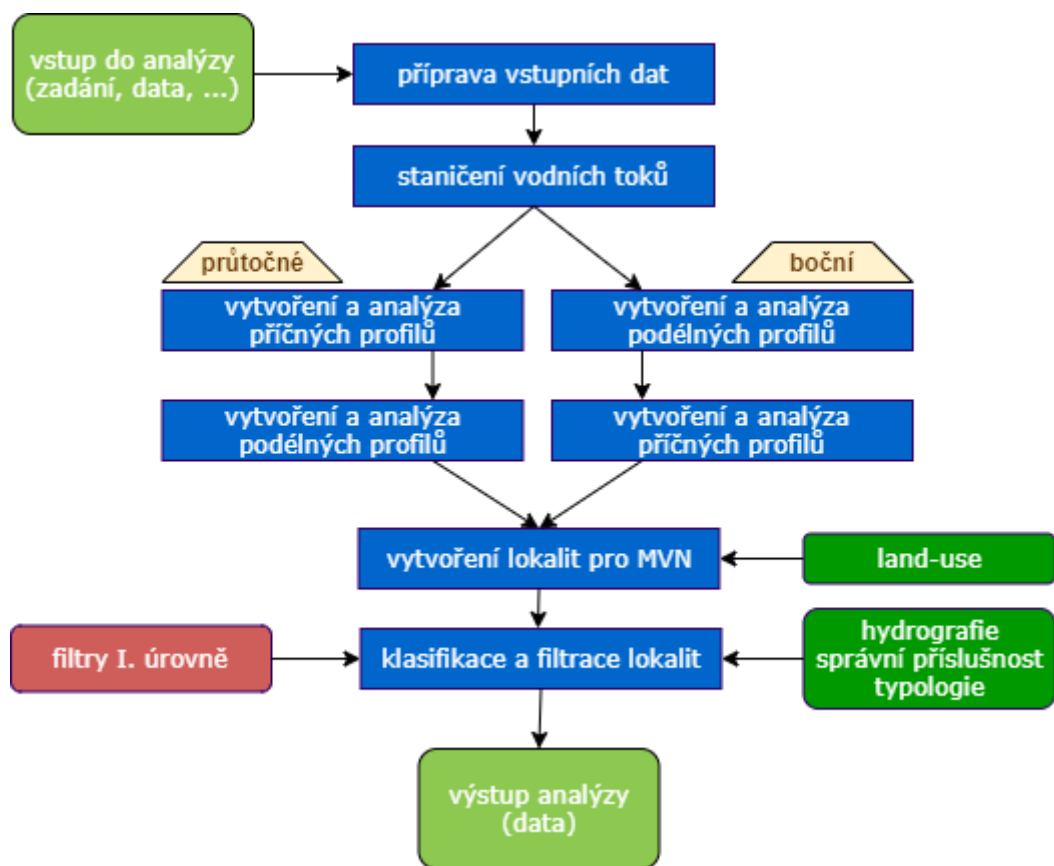 vstup do analýzy
(zadání, data, ...)
příprava vstupních dat
staničení vodních toků
průtočné
boční
vytvoření a analýza
příčných profilů
vytvoření a analýza
podélných profilů
vytvoření a analýza
podélných profilů
vytvoření a analýza
příčných profilů
vytvoření lokalit pro MVN
land-use
filtry I. úrovně
klasifikace a filtrace lokalit
hydrografie
správní příslušnost
typologie
výstup analýzy
(data)